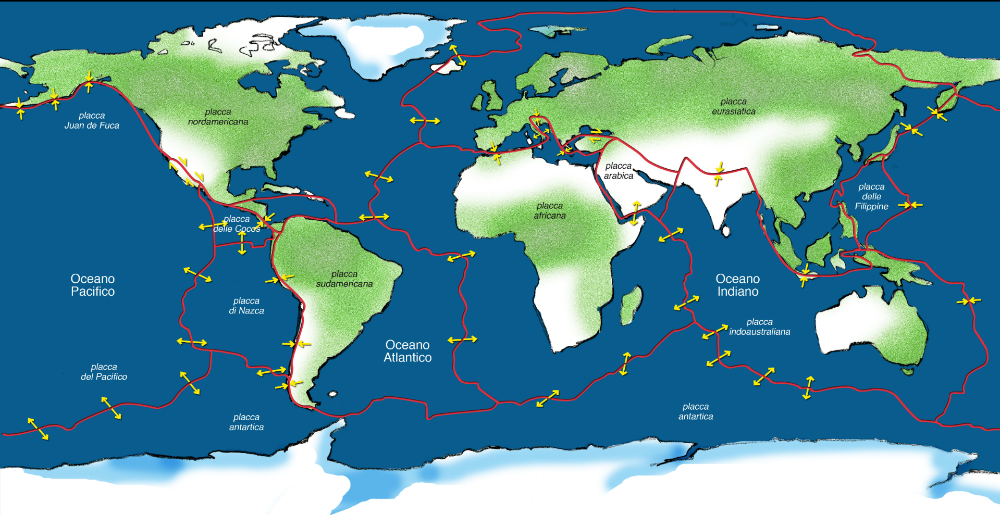 placca
Juan de Fuca
placca
nordamericana
placca
eurasiatica
placca
arabica
placca
delle
Filippine
placca
africana
placca
delle Cocos
placca
sudamericana
Oceano
Pacifico
Oceano
Indiano
placca
di Nazca
placca
indoaustraliana
Oceano
Atlantico
placca
del Pacifico
placca
antartica
placca
antartica